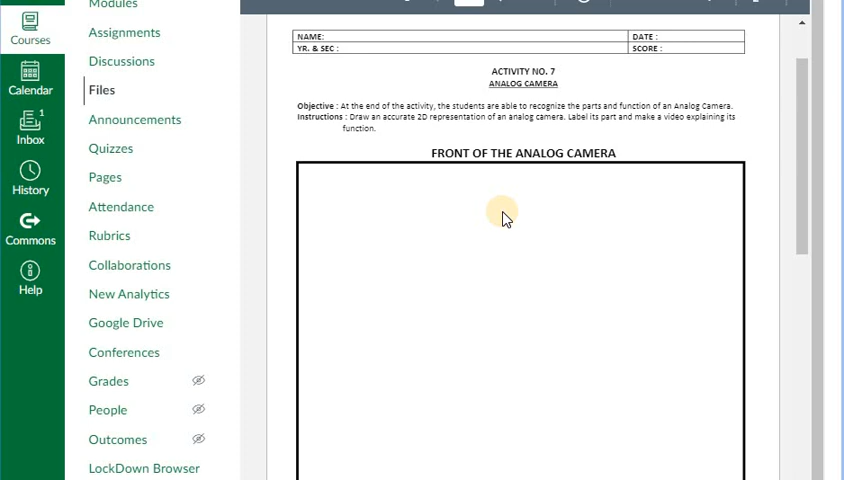 Modules
Assignments
Courses
Discussions
Files
Calendar
Announcements
1
Inbox
Quizzes
Pages
History
Attendance
Rubrics
Commons
Collaborations
Help
New Analytics
Google Drive
Conferences
Grades
People
Outcomes
LockDown Browser
NAME: DATE :
YR. & SEC : SCORE :
ACTIVITY NO. 7
ANALOG CAMERA
Objective : At the end of the activity, the students are able to recognize the parts and function of an Analog Camera.
Instructions : Draw an accurate 2D representation of an analog camera. Label its part and make a video explaining its
function.
FRONT OF THE ANALOG CAMERA